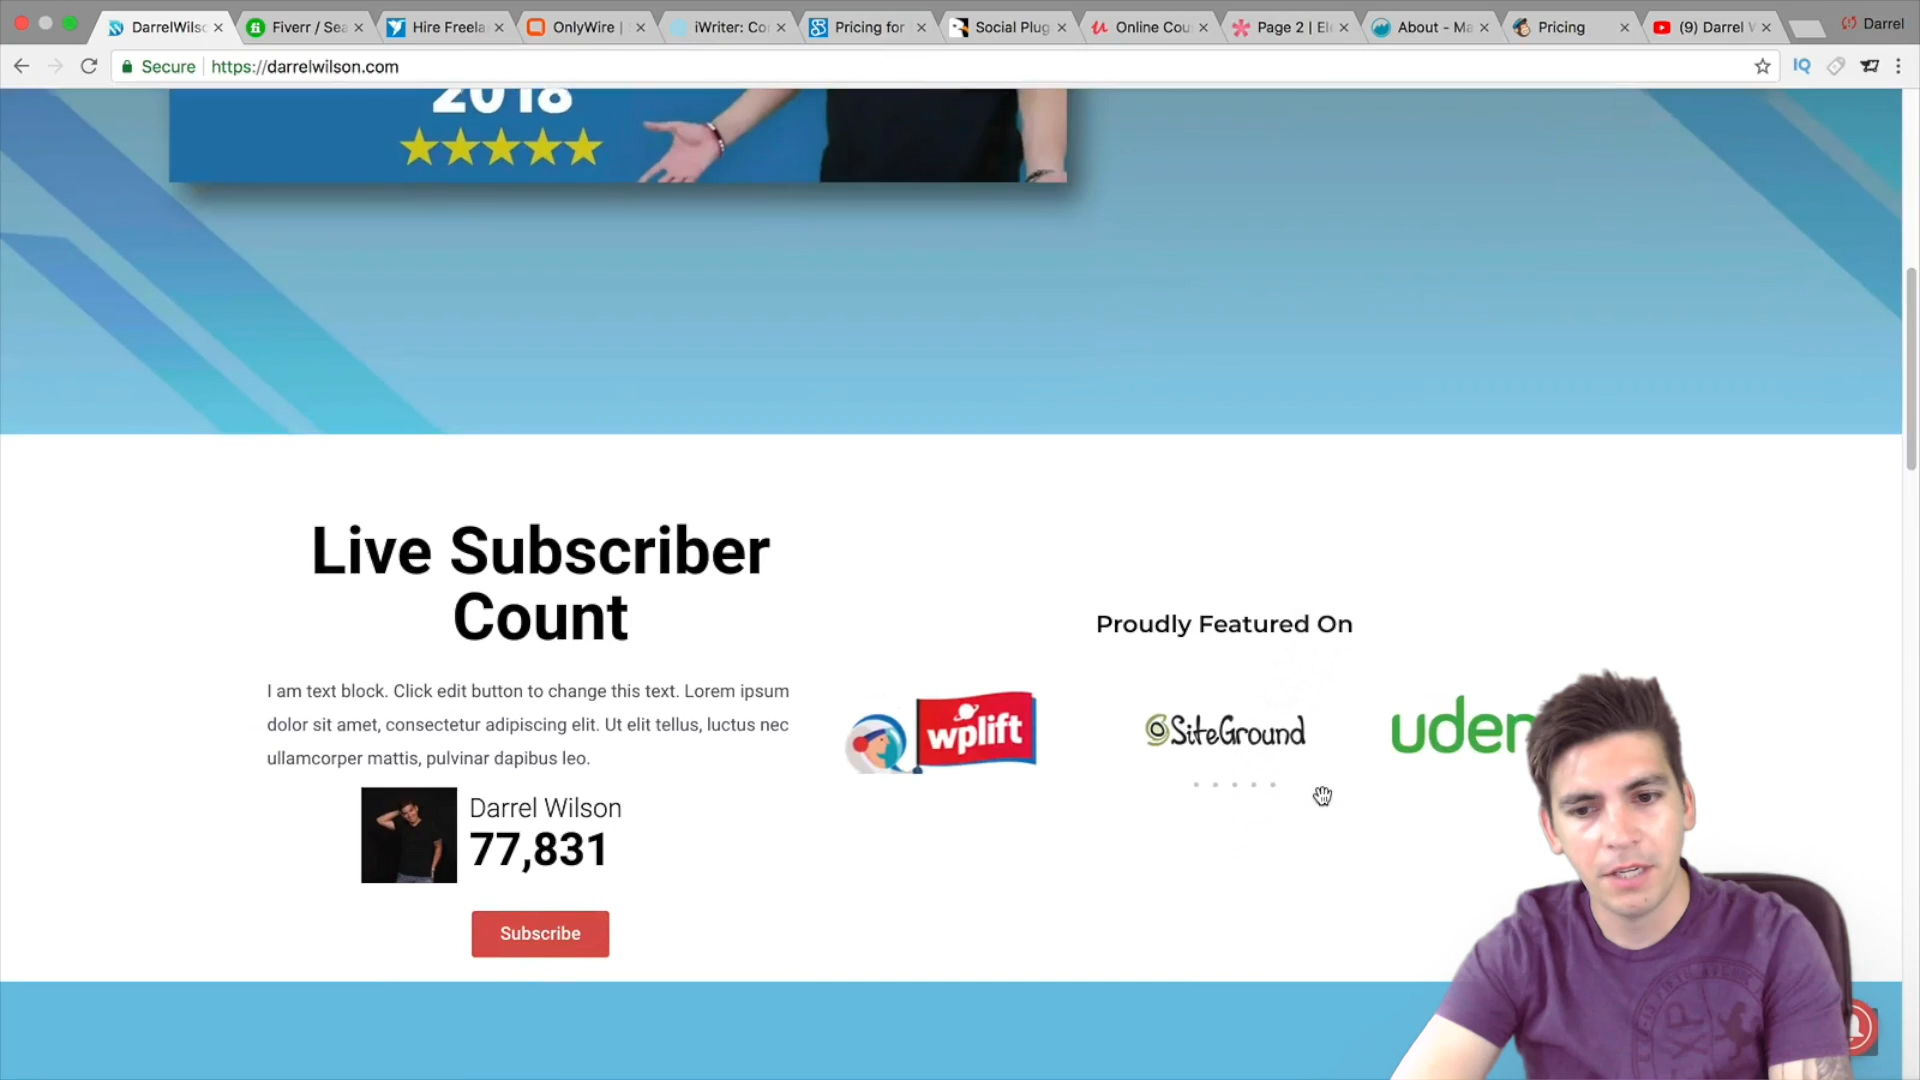 DarrelWilso
Fiverr / Sea
Hire Freela
OnlyWire |
iWriter: Co
Pricing for
Social Plug
Online Cou
Page 2 | El
About - Ma
Pricing
(9) Darrel W
Darrel
Secure
https://darrelwilson.com
IQ
2018
Live Subscriber
Count
I am text block. Click edit button to change this text. Lorem ipsum
dolor sit amet, consectetur adipiscing elit. Ut elit tellus, luctus nec
ullamcorper mattis, pulvinar dapibus leo.
Darrel Wilson
77,831
Subscribe
Proudly Featured On
wplift
SiteGround
udem